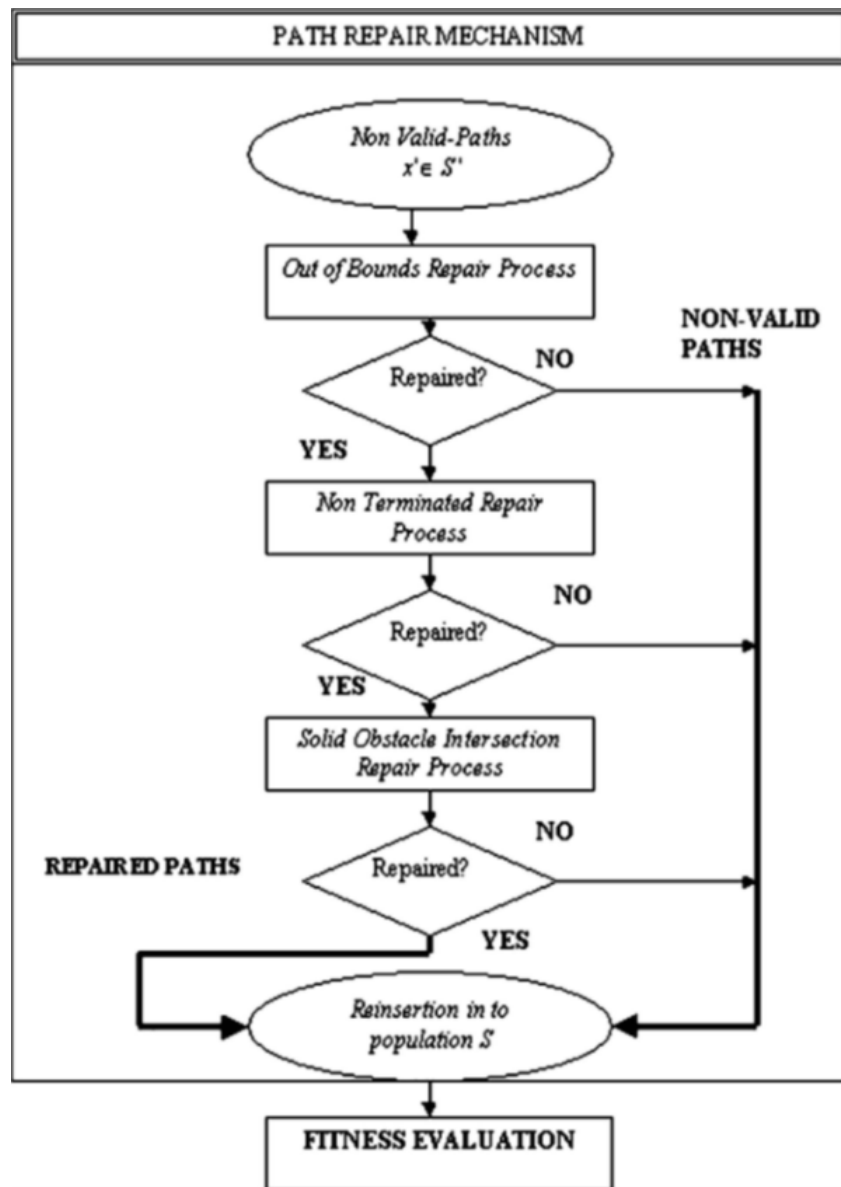 PATH REPAIR MECHANISM
Non Valid-Paths
x'∈ S'
Out of Bounds Repair Process
NON-VALID
PATHS
NO
Repaired?
YES
Non Terminated Repair
Process
NO
Repaired?
YES
Solid Obstacle Intersection
Repair Process
NO
REPAIRED PATHS
Repaired?
YES
Reinsertion in to
population S
FITNESS EVALUATION